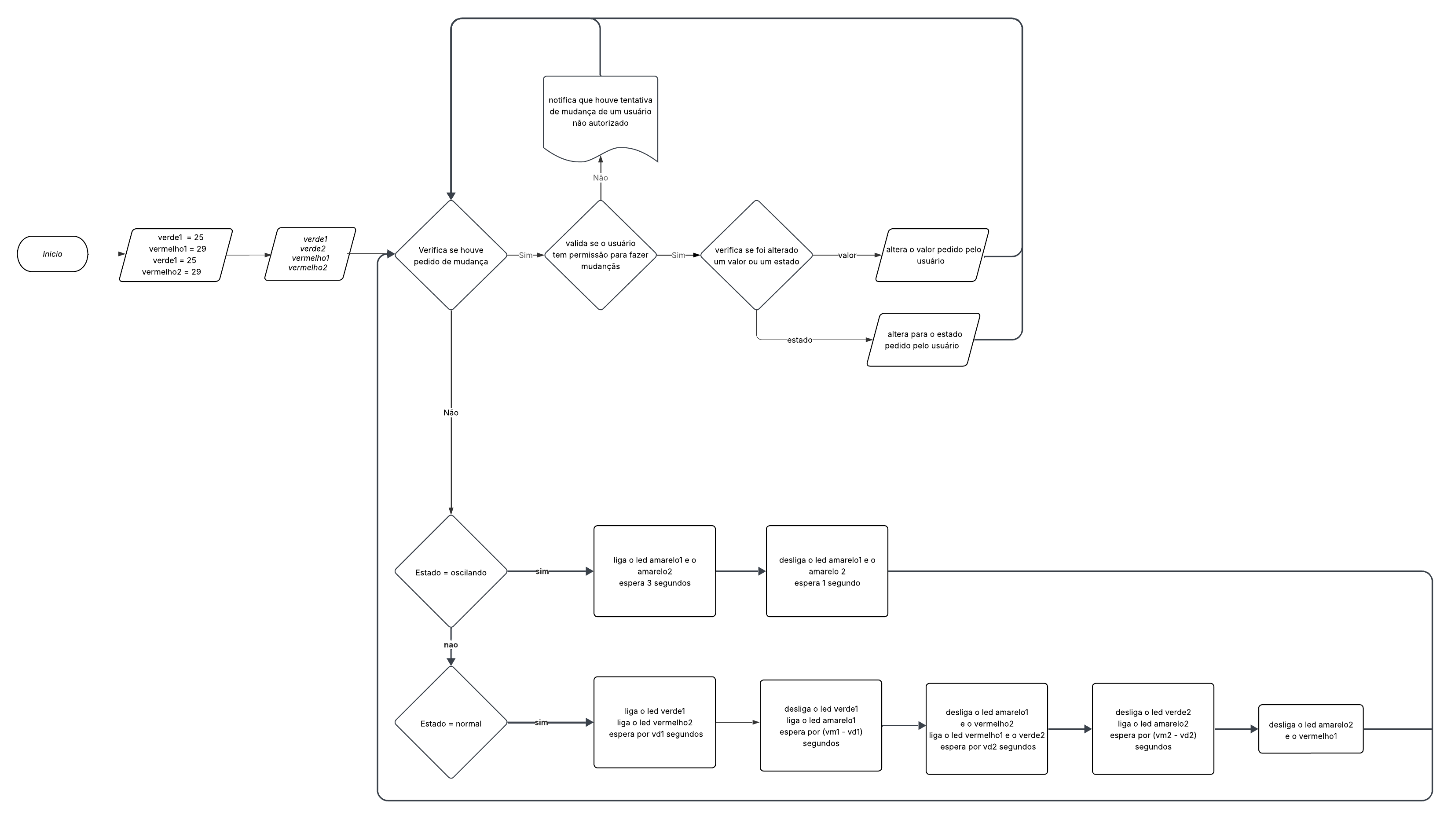 notifica que houve tentativa
de mudança de um usuário
não autorizado
Não
Início
verde1 = 25
vermelho1 = 29
verde1 = 25
vermelho2 = 29
verde1
verde2
vermelho1
vermelho2
Verifica se houve
pedido de mudança
Sim
valida se o usuário
tem permissão para fazer
mudanças
Sim
verifica se foi alterado
um valor ou um estado
valor
altera o valor pedido pelo
usuário
estado
altera para o estado
pedido pelo usuário
Não
Estado = oscilando
sim
liga o led amarelo1 e o
amarelo2
espera 3 segundos
desliga o led amarelo1 e o
amarelo 2
espera 1 segundo
nao
Estado = normal
sim
liga o led verde1
liga o led vermelho2
espera por vd1 segundos
desliga o led verde1
liga o led amarelo1
espera por (vm1 - vd1)
segundos
desliga o led amarelo1
e o vermelho2
liga o led vermelho1 e o verde2
espera por vd2 segundos
desliga o led verde2
liga o led amarelo2
espera por (vm2 - vd2)
segundos
desliga o led amarelo2
e o vermelho1